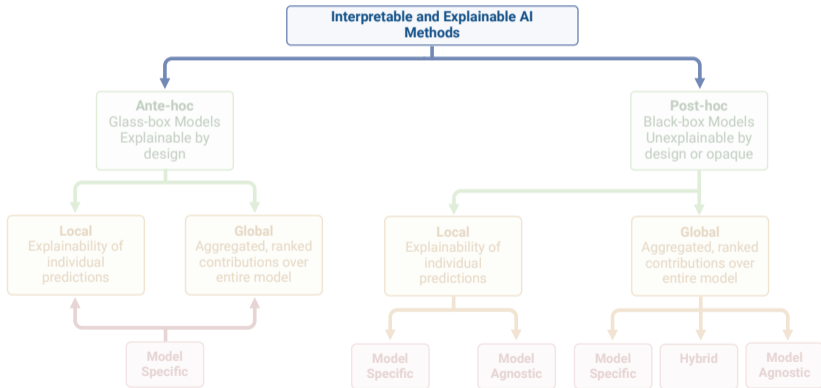 Interpretable and Explainable AI
Methods
Ante-hoc
Glass-box Models
Explainable by
design
Post-hoc
Black-box Models
Unexplainable by
design or opaque
Local
Explainability of
individual
predictions
Global
Aggregated, ranked
contributions over
entire model
Local
Explainability of
individual
predictions
Global
Aggregated, ranked
contributions over
entire model
Model
Specific
Model
Specific
Model
Agnostic
Model
Specific
Hybrid
Model
Agnostic